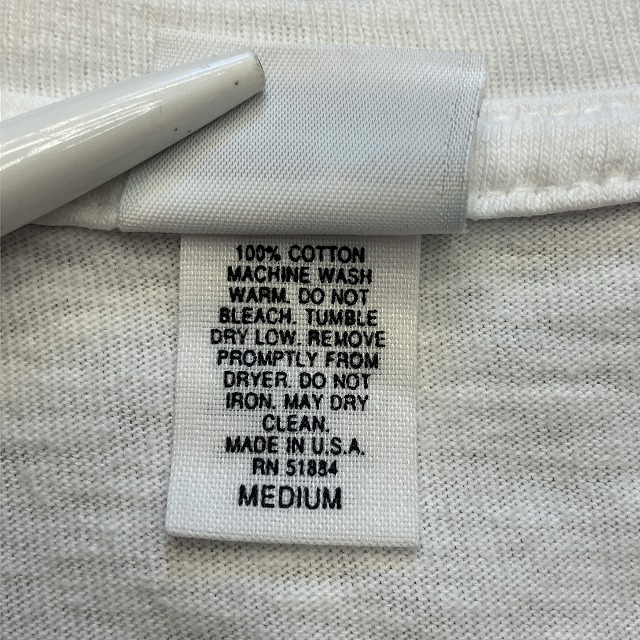 100% COTTON
MACHINE WASH
WARM. DO NOT
BLEACH. TUMBLE
DRY LOW. REMOVE
PROMPTLY FROM
DRYER. DO NOT
IRON. MAY DRY
CLEAN.
MADE IN U.S.A.
RN 51884
MEDIUM